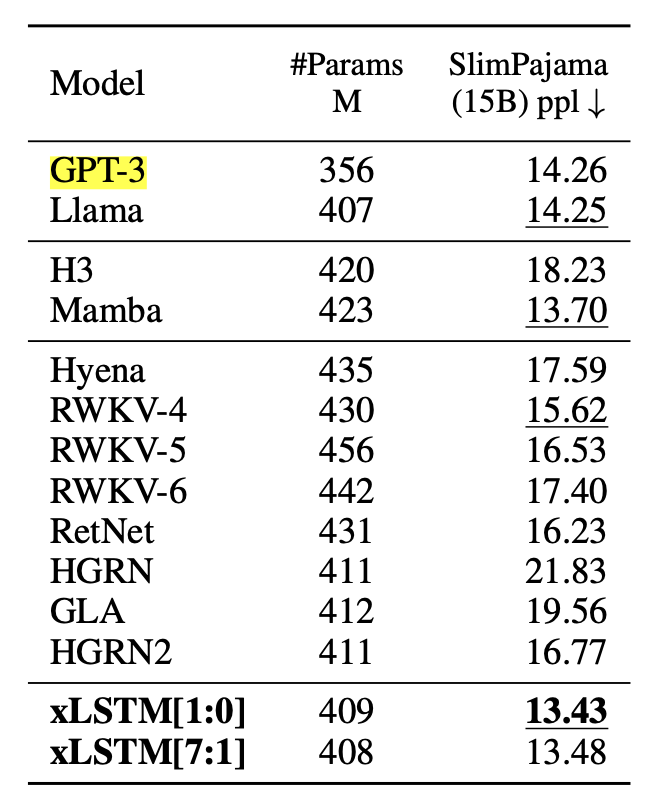 Model #Params M SlimPajama (15B) ppl ↓
GPT-3 356 14.26
Llama 407 14.25
H3 420 18.23
Mamba 423 13.70
Hyena 435 17.59
RWKV-4 430 15.62
RWKV-5 456 16.53
RWKV-6 442 17.40
RetNet 431 16.23
HGRN 411 21.83
GLA 412 19.56
HGRN2 411 16.77
xLSTM[1:0] 409 13.43
xLSTM[7:1] 408 13.48